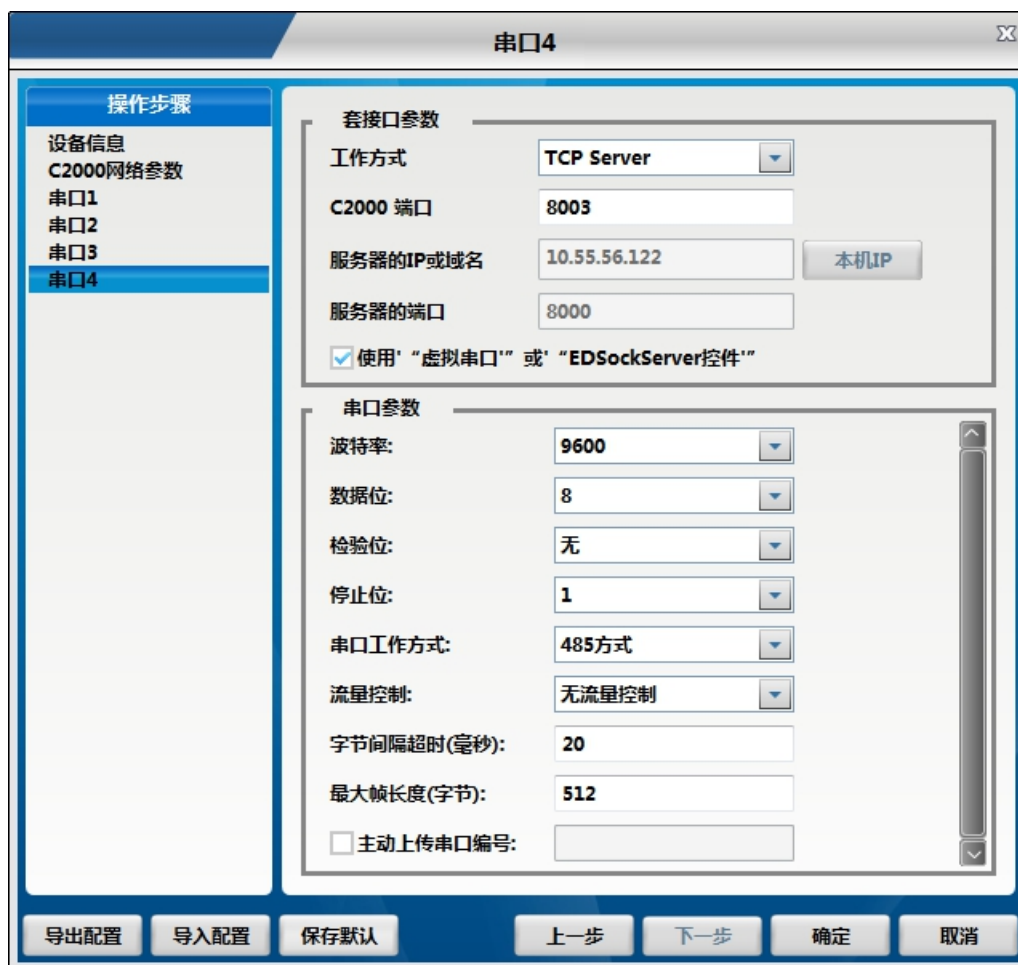 串口4
操作步骤
设备信息
C2000网络参数
串口1
串口2
串口3
串口4
套接口参数
工作方式 TCP Server
C2000 端口 8003
服务器的IP或域名 10.55.56.122 本机IP
服务器的端口 8000
使用' “虚拟串口'” 或' “EDSockServer控件'”
串口参数
波特率: 9600
数据位: 8
检验位: 无
停止位: 1
串口工作方式: 485方式
流量控制: 无流量控制
字节间隔超时(毫秒): 20
最大帧长度(字节): 512
主动上传串口编号:
导出配置 导入配置 保存默认 上一步 下一步 确定 取消